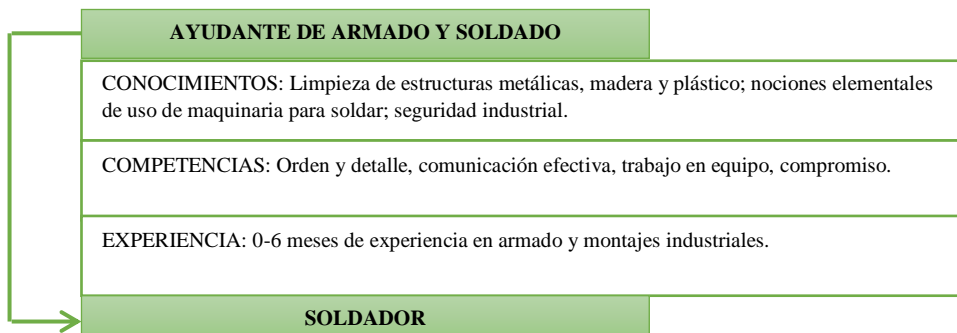 AYUDANTE DE ARMADO Y SOLDADO
CONOCIMIENTOS: Limpieza de estructuras metálicas, madera y plástico; nociones elementales
de uso de maquinaria para soldar; seguridad industrial.
COMPETENCIAS: Orden y detalle, comunicación efectiva, trabajo en equipo, compromiso.
EXPERIENCIA: 0-6 meses de experiencia en armado y montajes industriales.
SOLDADOR